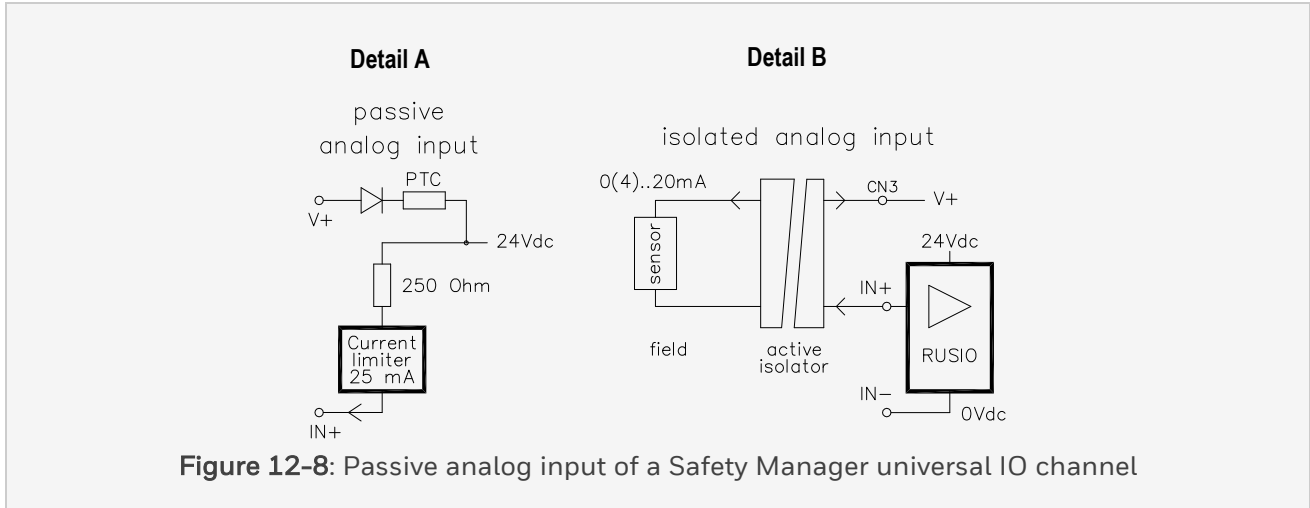 Detail A
passive
analog input
PTC
V+
24Vdc
250 Ohm
Current
limiter
25 mA
IN+
Detail B
isolated analog input
0(4)..20mA
CN3
V+
sensor
24Vdc
IN+
RUSIO
field
active
isolator
IN-
0Vdc
Figure 12-8: Passive analog input of a Safety Manager universal IO channel